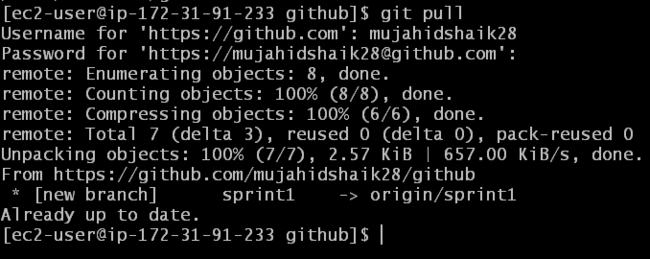 [ec2-user@ip-172-31-91-233 github]$ git pull
Username for 'https://github.com': mujahidshaik28
Password for 'https://mujahidshaik28@github.com':
remote: Enumerating objects: 8, done.
remote: Counting objects: 100% (8/8), done.
remote: Compressing objects: 100% (6/6), done.
remote: Total 7 (delta 3), reused 0 (delta 0), pack-reused 0
Unpacking objects: 100% (7/7), 2.57 KiB | 657.00 KiB/s, done.
From https://github.com/mujahidshaik28/github
 * [new branch]      sprint1    -> origin/sprint1
Already up to date.
[ec2-user@ip-172-31-91-233 github]$